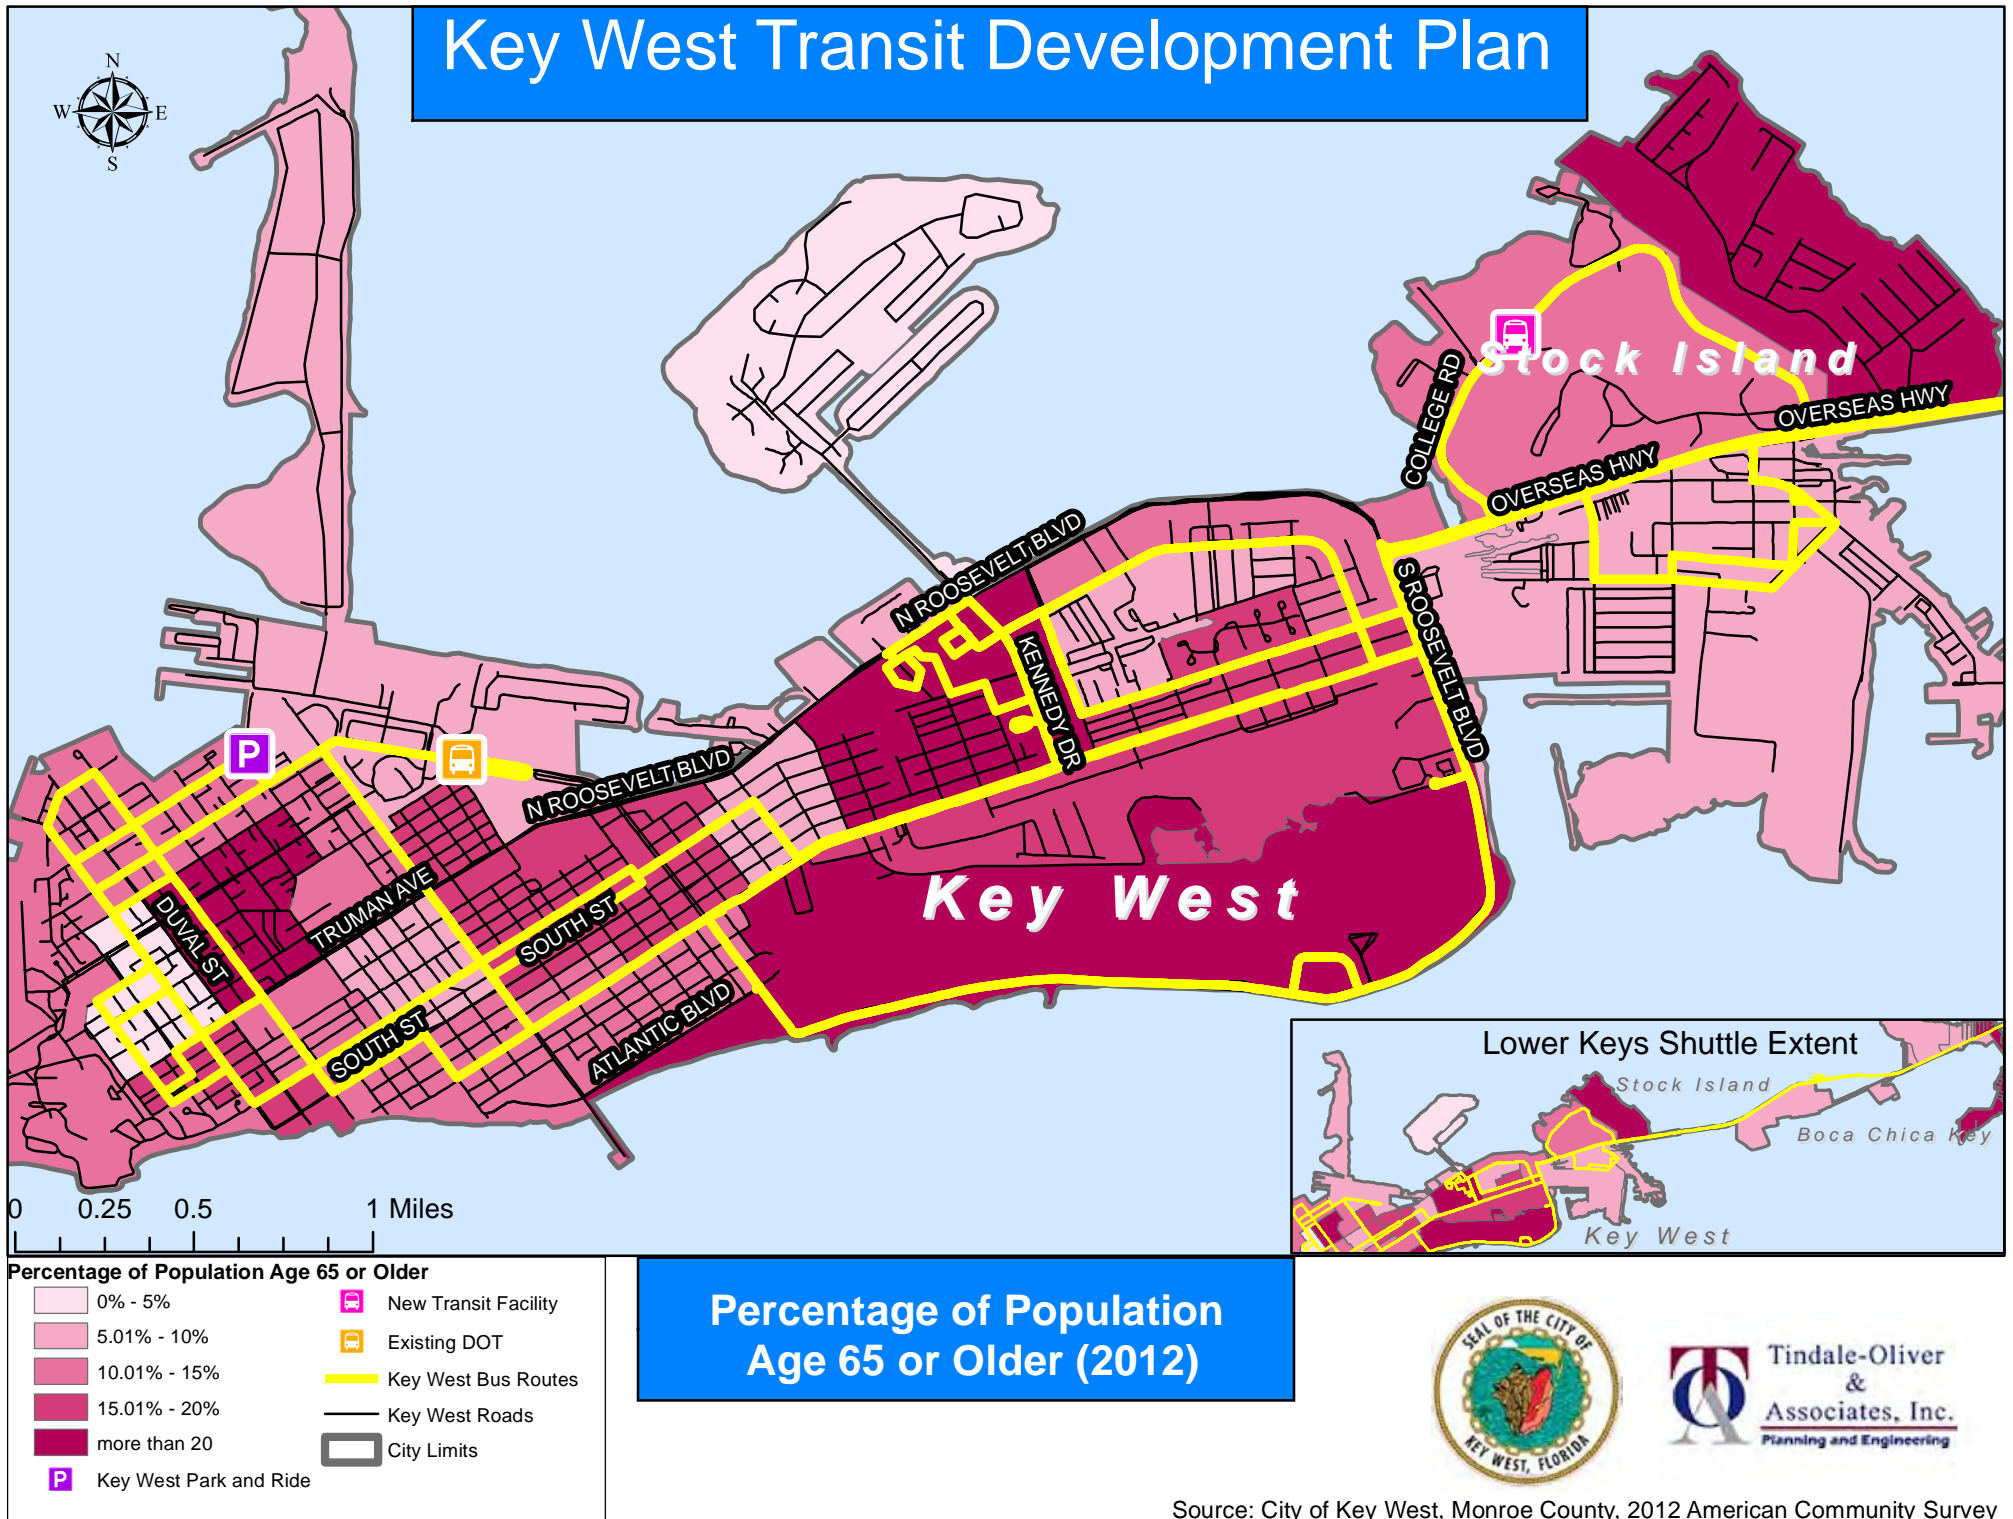 Key West Transit Development Plan
N
W E
S
Stock Island
COLLEGE RD
OVERSEAS HWY
OVERSEAS HWY
N ROOSEVELT BLVD
S ROOSEVELT BLVD
KENNEDY DR
P
N ROOSEVELT BLVD
Key West
TRUMAN AVE
DUVAL ST
SOUTH ST
SOUTH ST
ATLANTIC BLVD
Lower Keys Shuttle Extent
Stock Island
Boca Chica Key
Key West
0 0.25 0.5 1 Miles
Percentage of Population Age 65 or Older
0% - 5%
5.01% - 10%
10.01% - 15%
15.01% - 20%
more than 20
P Key West Park and Ride
New Transit Facility
Existing DOT
Key West Bus Routes
Key West Roads
City Limits
Percentage of Population
Age 65 or Older (2012)
SEAL OF THE CITY OF
KEY WEST, FLORIDA
TOA
Tindale-Oliver
&
Associates, Inc.
Planning and Engineering
Source: City of Key West, Monroe County, 2012 American Community Survey